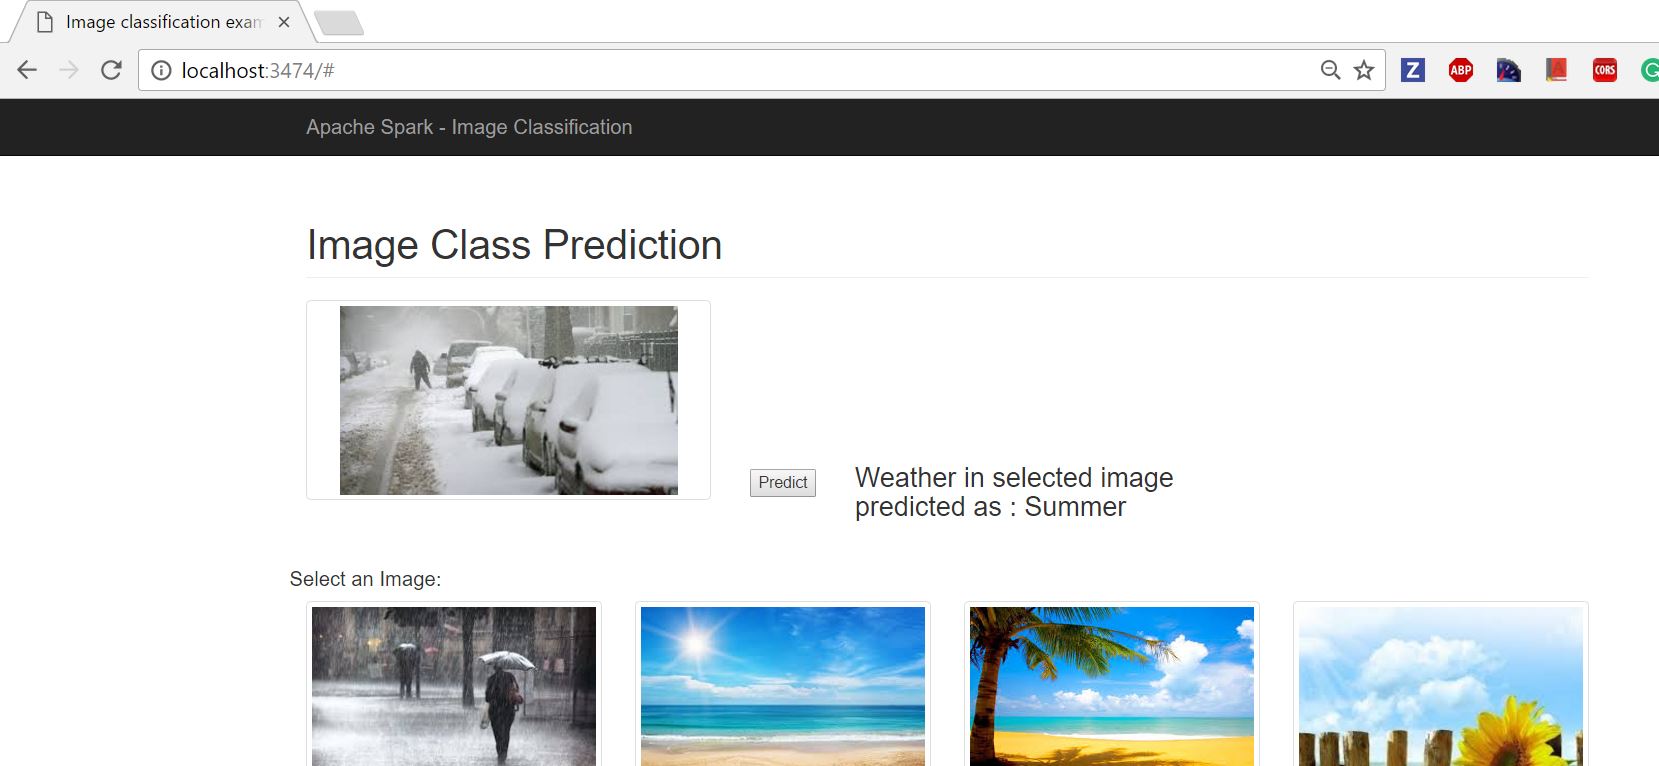 Image classification exam
localhost:3474/#
Z
ABP
A
CORS
Apache Spark - Image Classification
Image Class Prediction
Predict
Weather in selected image
predicted as : Summer
Select an Image: